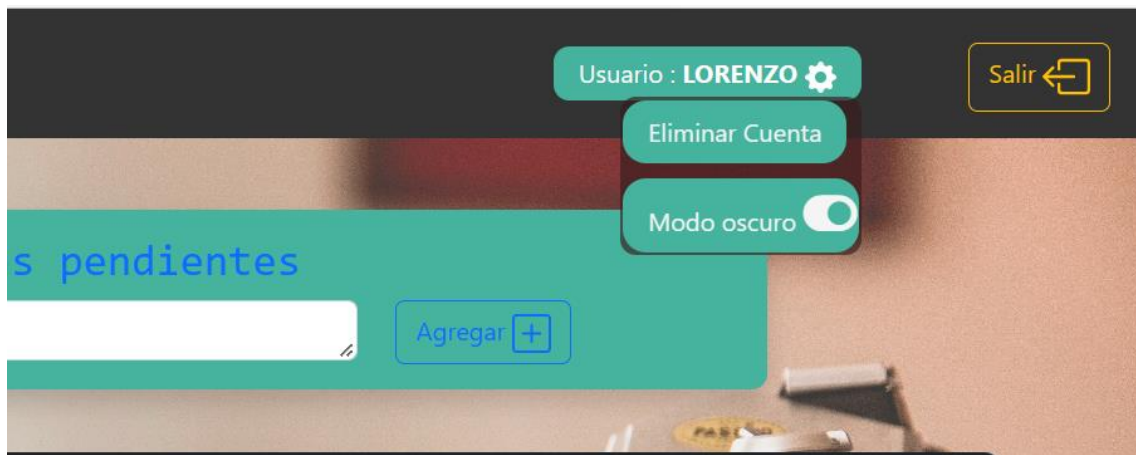 Usuario : LORENZO
Salir
Eliminar Cuenta
Modo oscuro
s pendientes
Agregar